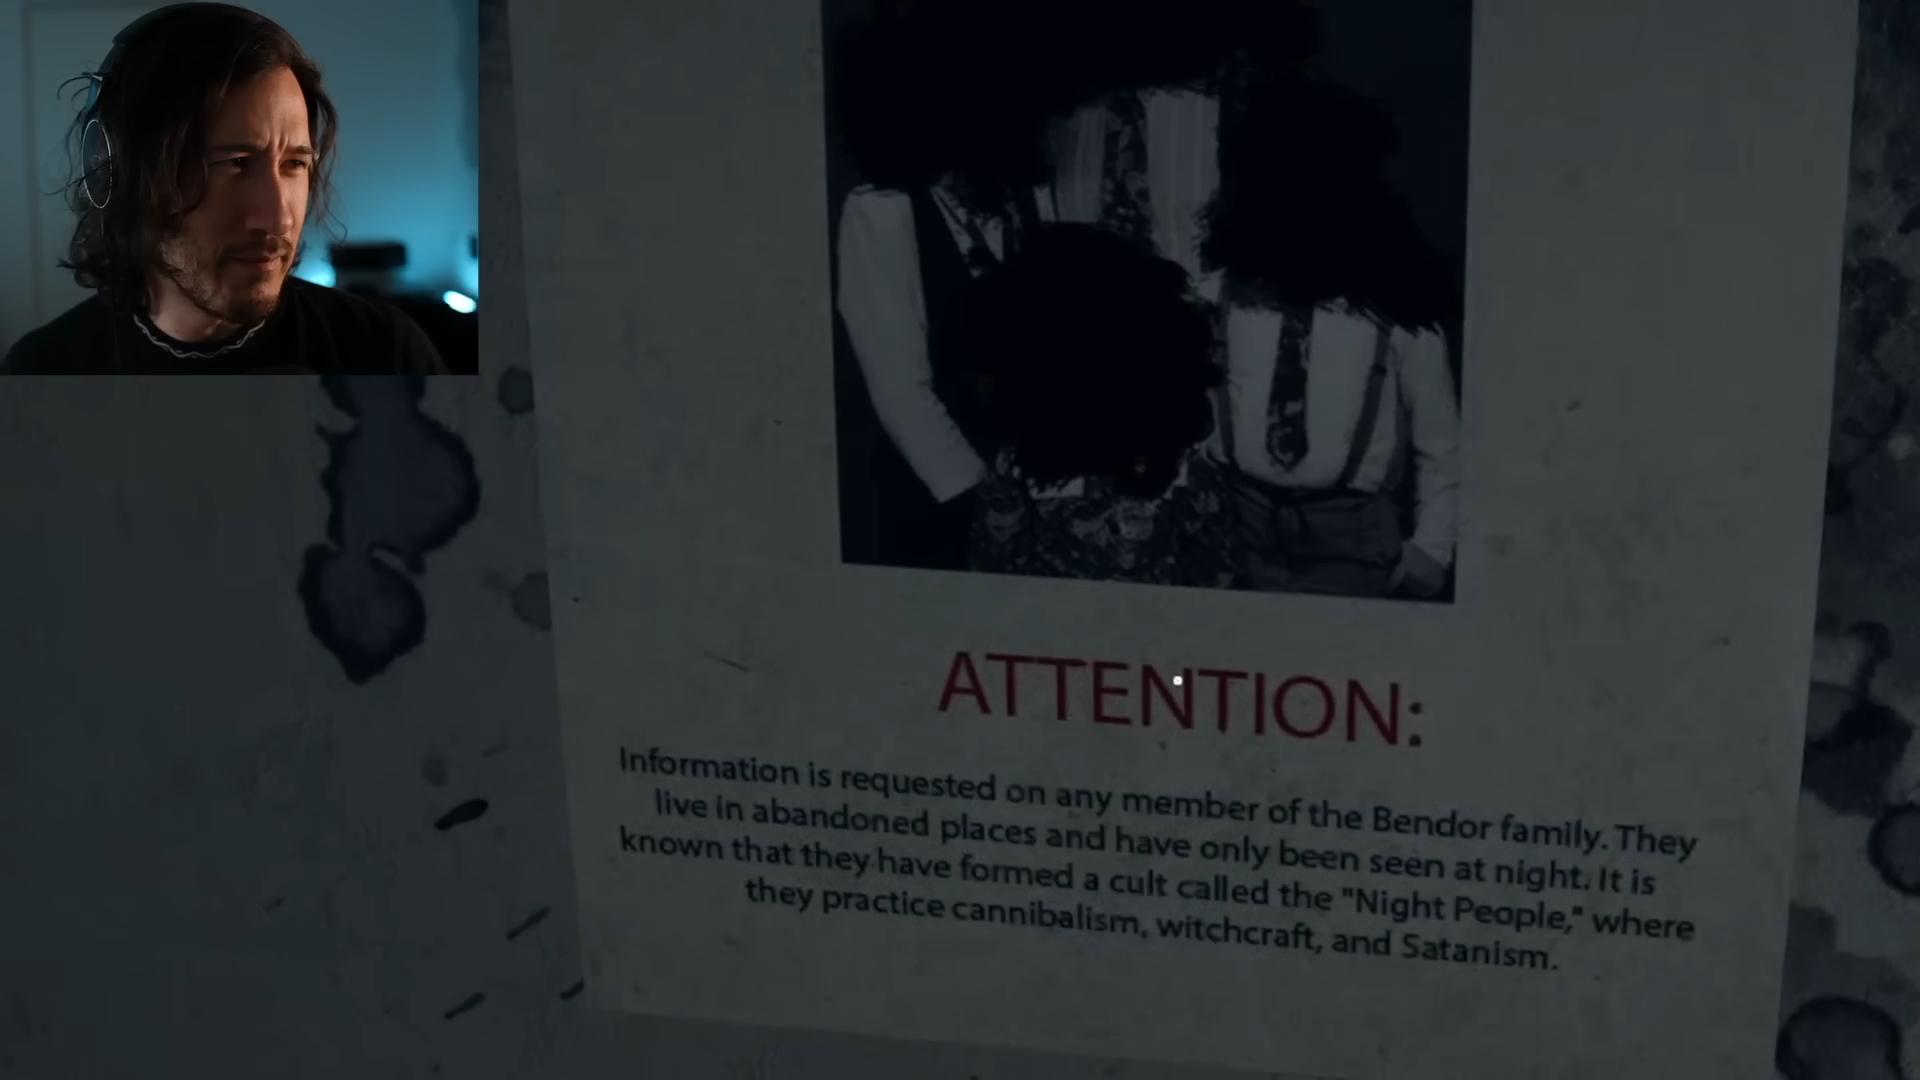 ATTENTION:
Information is requested on any member of the Bendor family. They
live in abandoned places and have only been seen at night. It is
known that they have formed a cult called the "Night People," where
they practice cannibalism, witchcraft, and Satanism.